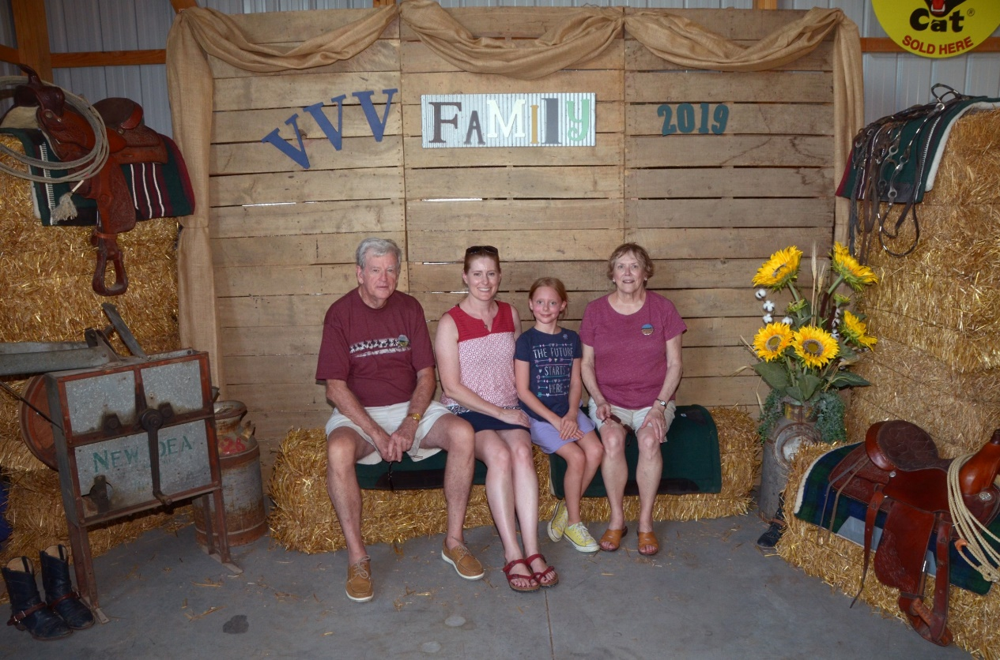 Cat®
SOLD HERE
VVV FAMilY 2019
THE FUTURE
STARTS
HERE
NEW IDEA